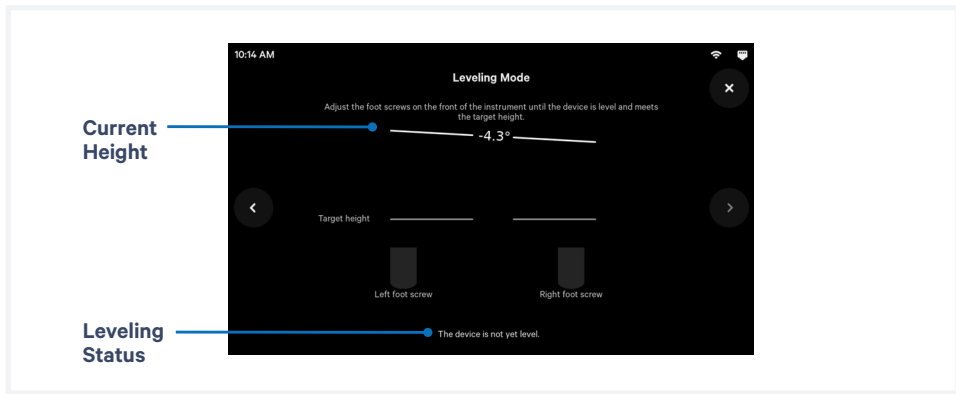 10:14 AM
Leveling Mode
Adjust the foot screws on the front of the instrument until the device is level and meets
the target height.
Current
Height
-4.3°
Target height
Left foot screw
Right foot screw
Leveling
Status
The device is not yet level.